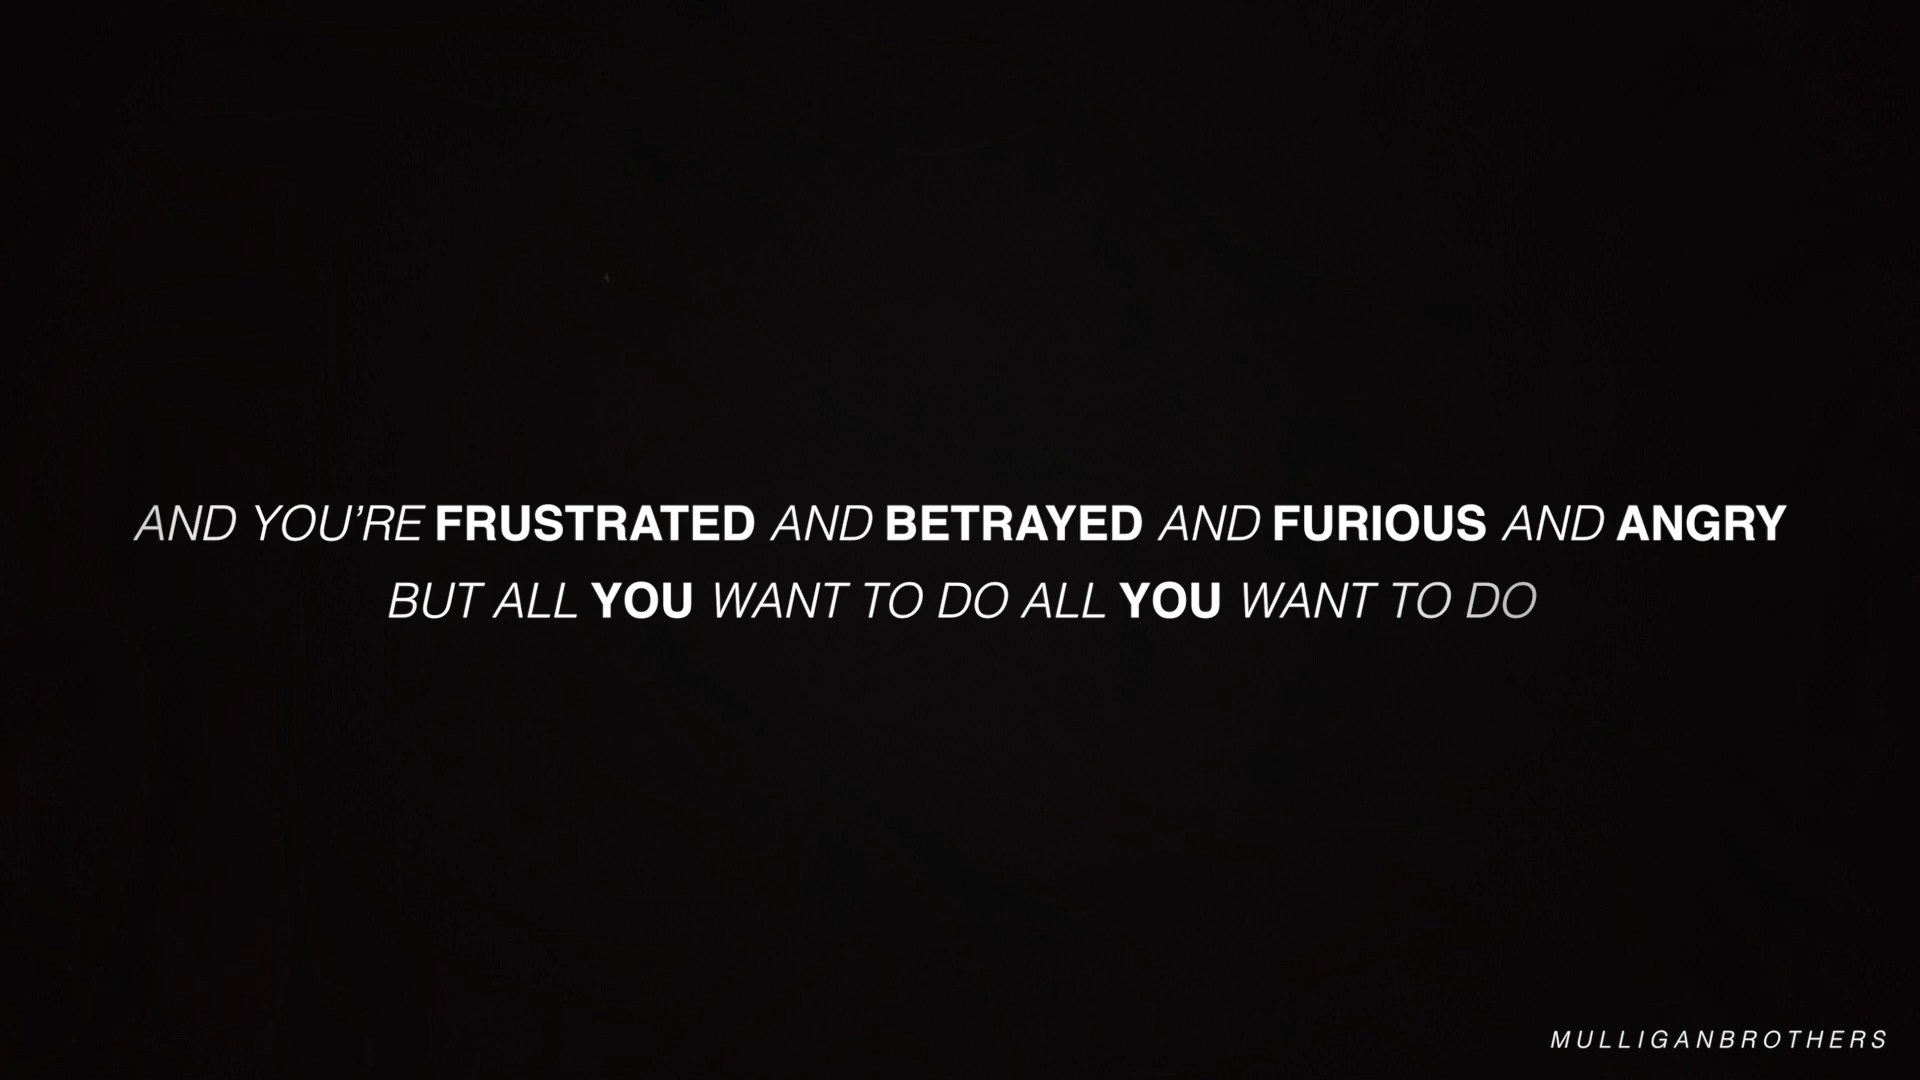 AND YOU’RE FRUSTRATED AND BETRAYED AND FURIOUS AND ANGRY
BUT ALL YOU WANT TO DO ALL YOU WANT TO DO
MULLIGANBROTHERS